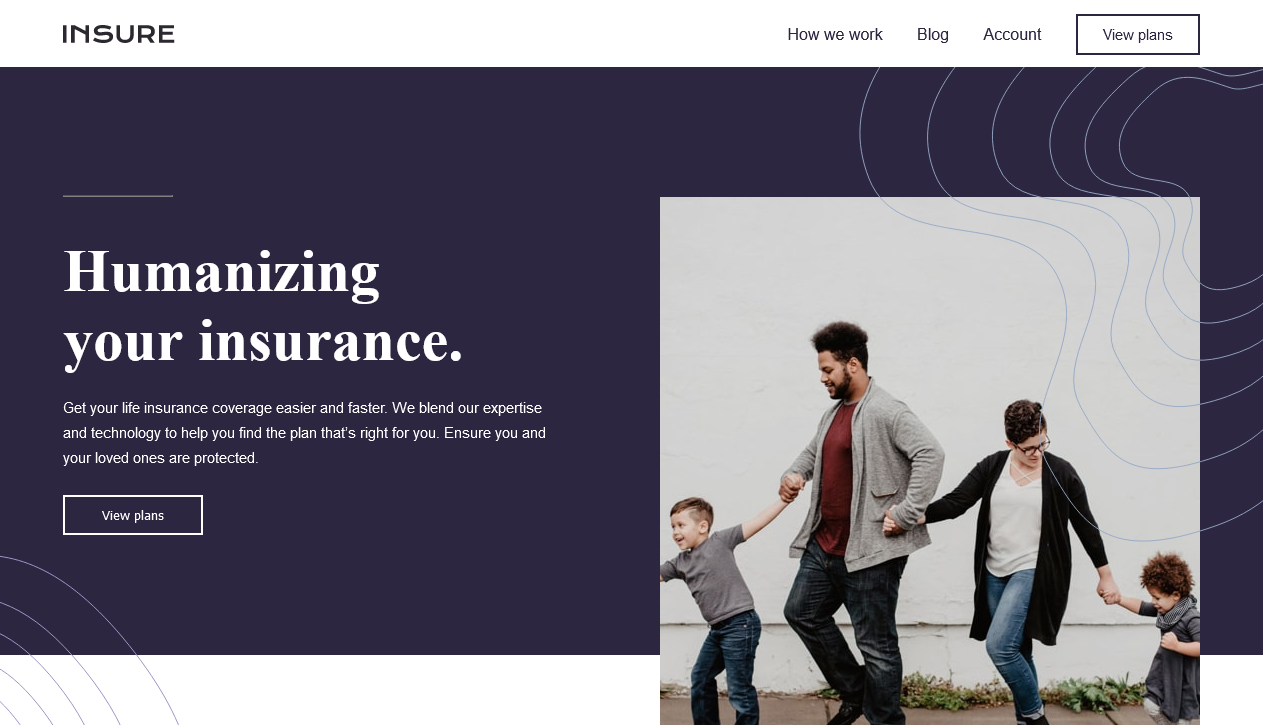 INSURE
How we work
Blog
Account
View plans
Humanizing
your insurance.
Get your life insurance coverage easier and faster. We blend our expertise
and technology to help you find the plan that’s right for you. Ensure you and
your loved ones are protected.
View plans